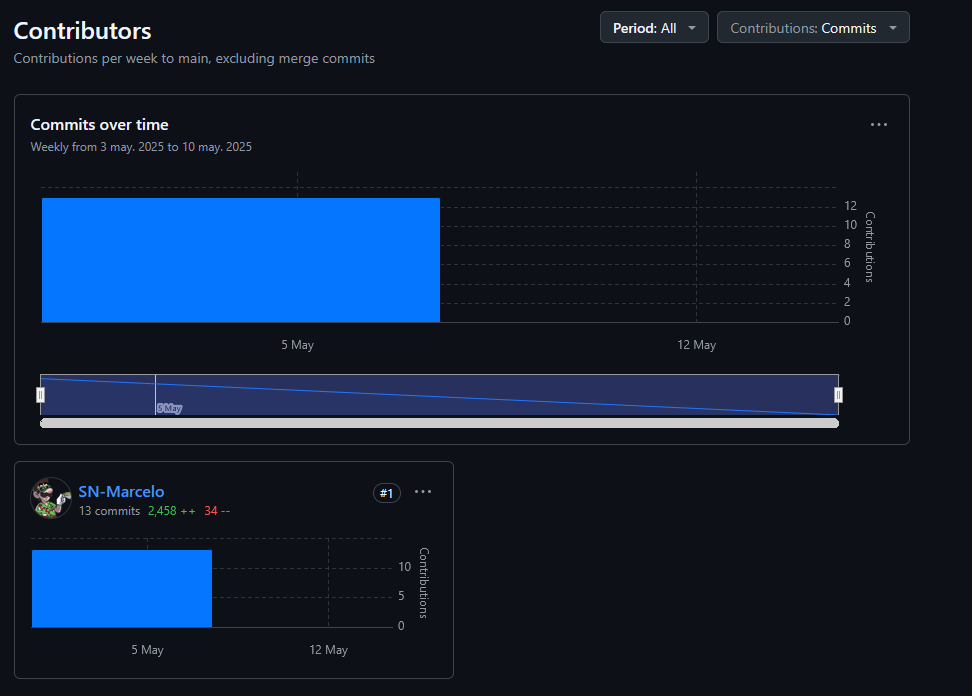 Contributors
Period: All
Contributions: Commits
Contributions per week to main, excluding merge commits
Commits over time
Weekly from 3 may. 2025 to 10 may. 2025
12
10
8
6
4
2
0
Contributions
5 May
12 May
5 May
SN-Marcelo
#1
13 commits 2,458 ++ 34 --
10
5
0
Contributions
5 May
12 May